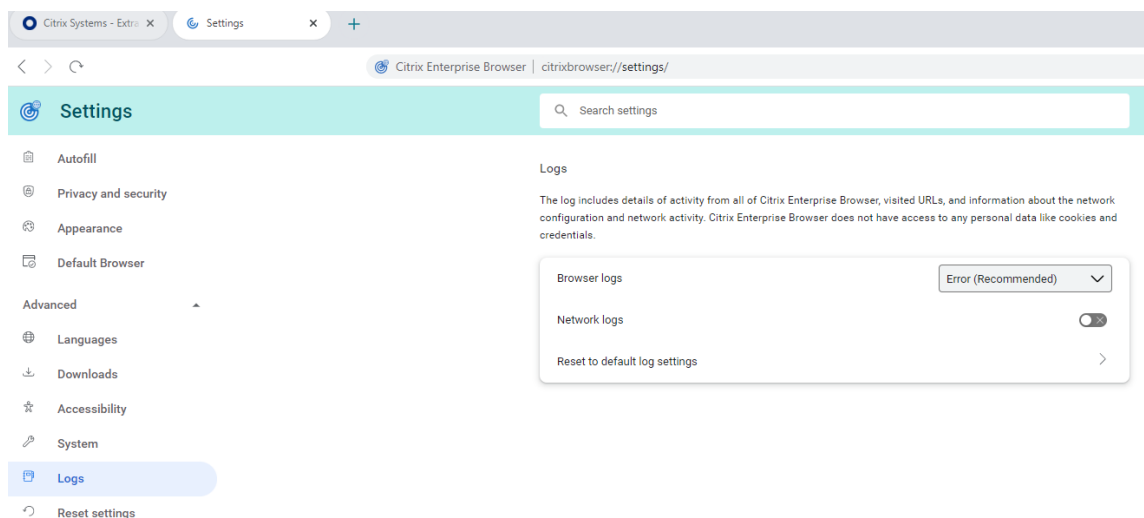 Citrix Systems - Extra
Settings
Citrix Enterprise Browser | citrixbrowser://settings/
Settings
Search settings
Autofill
Privacy and security
Appearance
Default Browser
Advanced
Languages
Downloads
Accessibility
System
Logs
Reset settings
Logs
The log includes details of activity from all of Citrix Enterprise Browser, visited URLs, and information about the network
configuration and network activity. Citrix Enterprise Browser does not have access to any personal data like cookies and
credentials.
Browser logs
Error (Recommended)
Network logs
Reset to default log settings